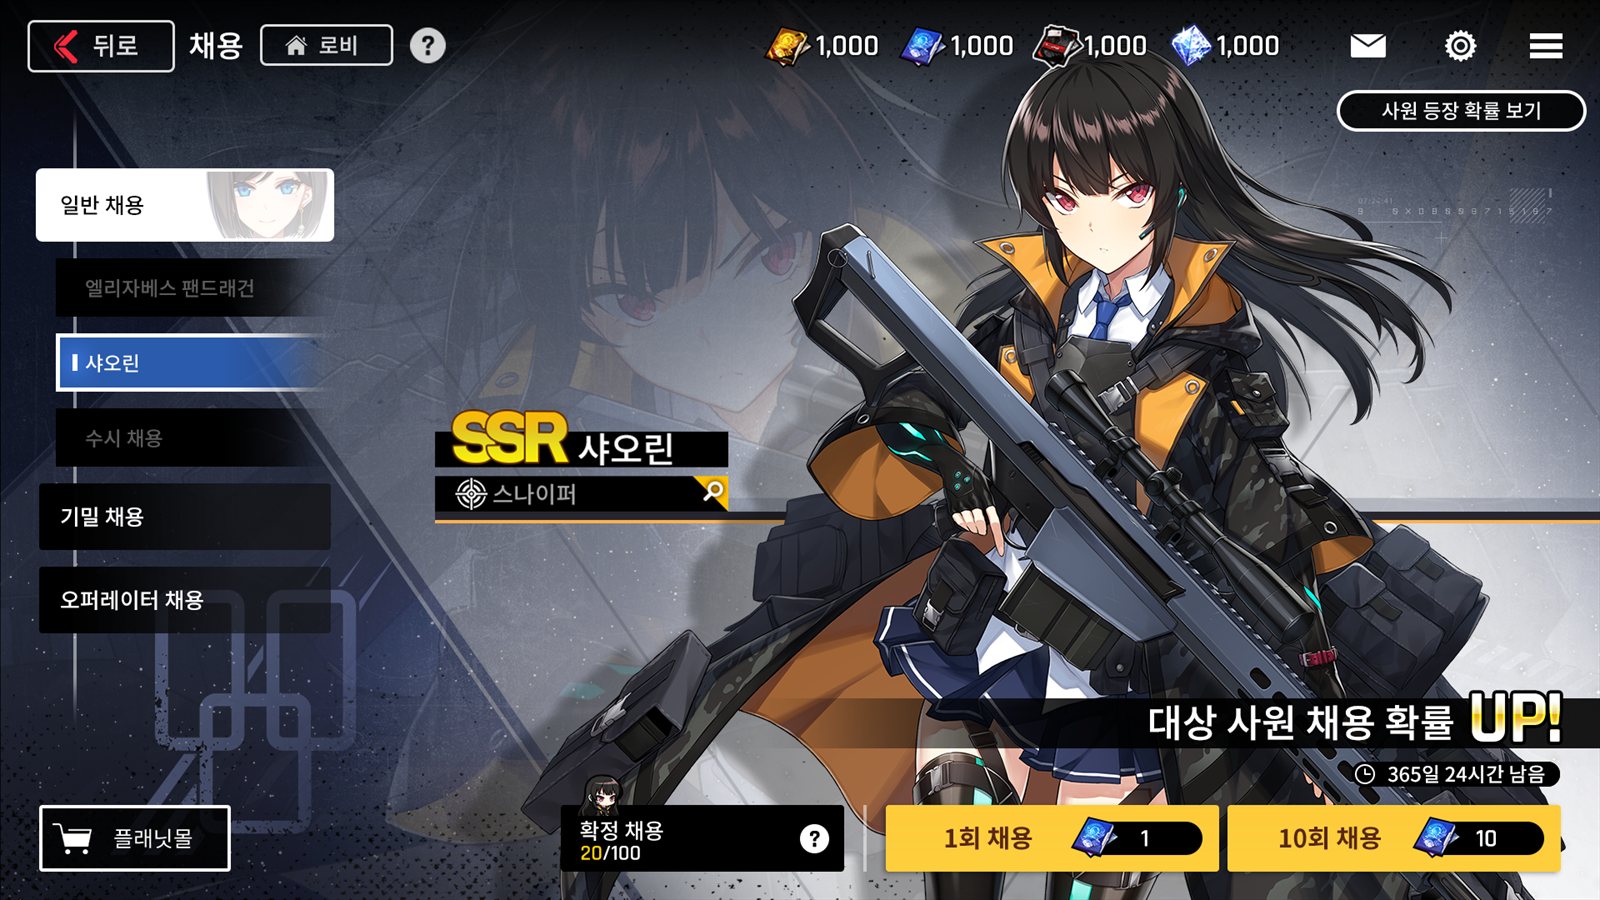 뒤로
채용
로비
?
1,000
1,000
1,000
1,000
사원 등장 확률 보기
일반 채용
엘리자베스 팬드래건
샤오린
수시 채용
기밀 채용
오퍼레이터 채용
SSR 샤오린
스나이퍼
대상 사원 채용 확률 UP!
365일 24시간 남음
플래닛몰
확정 채용
20/100
?
1회 채용
1
10회 채용
10